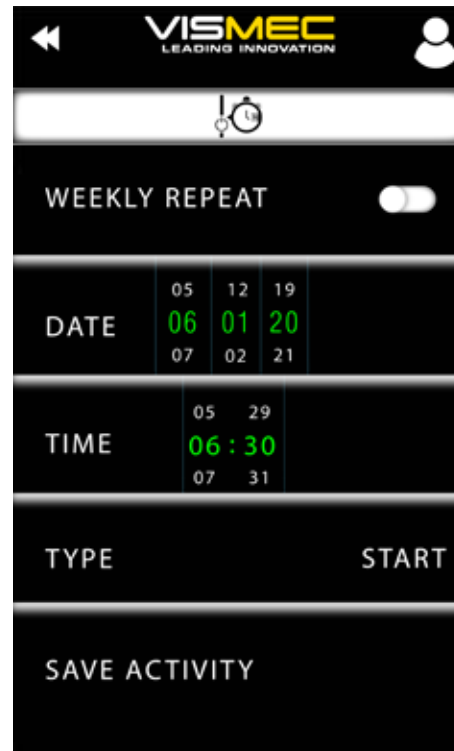 VISMEC
LEADING INNOVATION
WEEKLY REPEAT
05 12 19
DATE 06 01 20
07 02 21
05 29
TIME 06 : 30
07 31
TYPE START
SAVE ACTIVITY